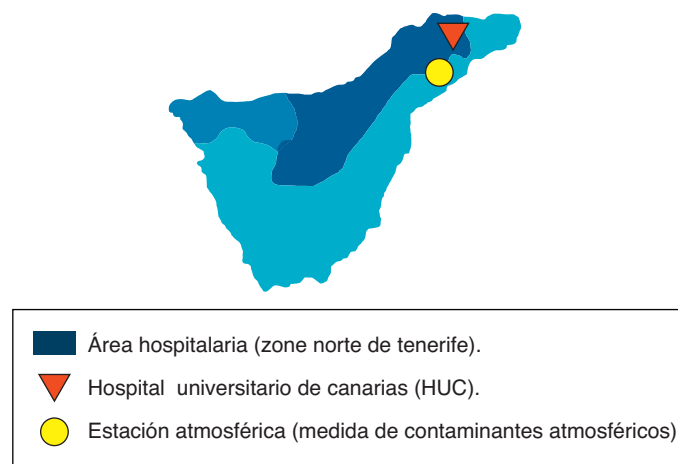 Área hospitalaria (zone norte de tenerife).
Hospital universitario de canarias (HUC).
Estación atmosférica (medida de contaminantes atmosféricos)